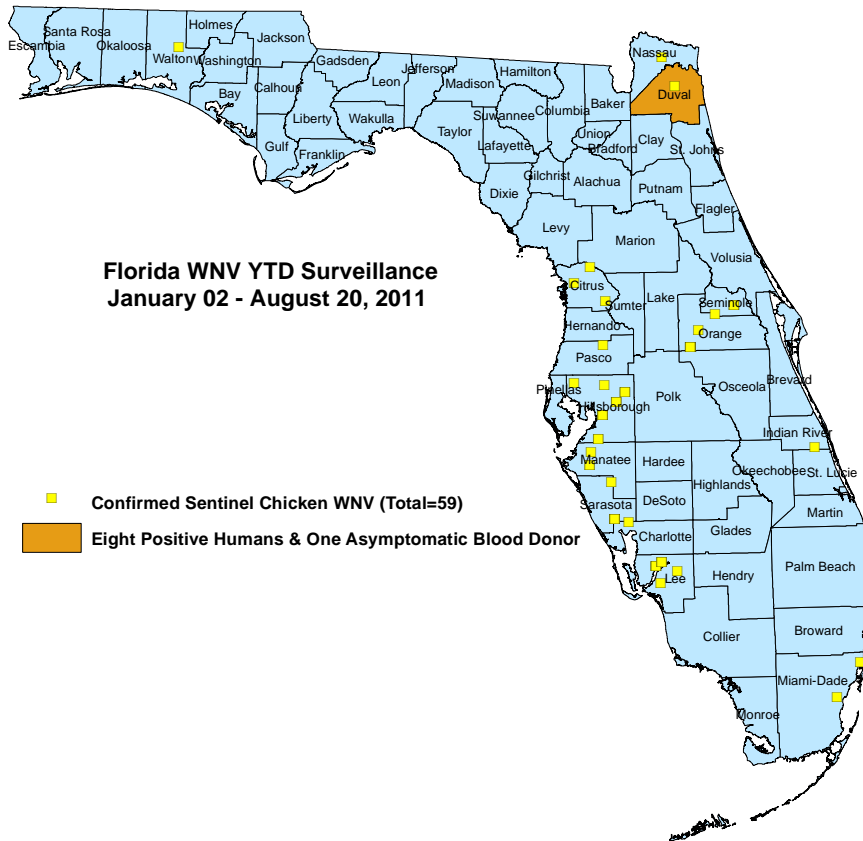 Holmes
Santa Rosa
Jackson
Escambia
Okaloosa
Walton
Washington
Gadsden
Jefferson
Hamilton
Nassau
Leon
Madison
Bay
Calhoun
Duval
Liberty
Wakulla
Suwannee
Columbia
Baker
Taylor
Union
Clay
Gulf
Franklin
Lafayette
Bradford
St. Johns
Gilchrist
Alachua
Putnam
Dixie
Flagler
Levy
Marion
Volusia
Florida WNV YTD Surveillance
January 02 - August 20, 2011
Citrus
Lake
Seminole
Sumter
Hernando
Orange
Pasco
Pinellas
Polk
Osceola
Brevard
Hillsborough
Indian River
Manatee
Hardee
Okeechobee
St. Lucie
Highlands
Confirmed Sentinel Chicken WNV (Total=59)
Sarasota
DeSoto
Martin
Eight Positive Humans & One Asymptomatic Blood Donor
Charlotte
Glades
Palm Beach
Lee
Hendry
Collier
Broward
Miami-Dade
Monroe